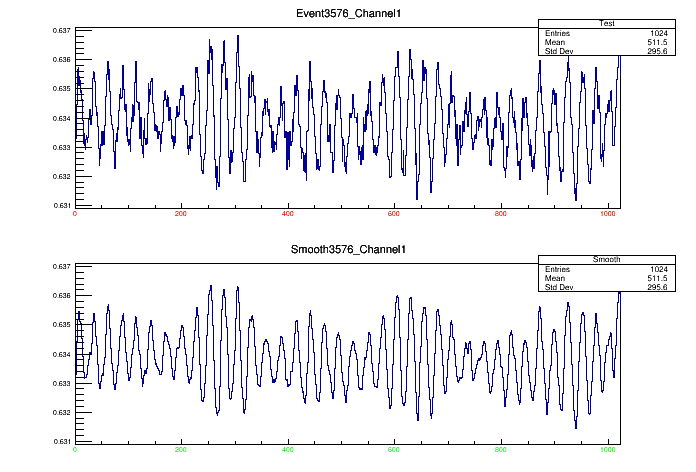 Event3576_Channel1
Test
Entries 1024
Mean 511.5
Std Dev 295.6
0.637
0.636
0.635
0.634
0.633
0.632
0.631
0 200 400 600 800 1000
Smooth3576_Channel1
Smooth
Entries 1024
Mean 511.5
Std Dev 295.6
0.637
0.636
0.635
0.634
0.633
0.632
0.631
0 200 400 600 800 1000